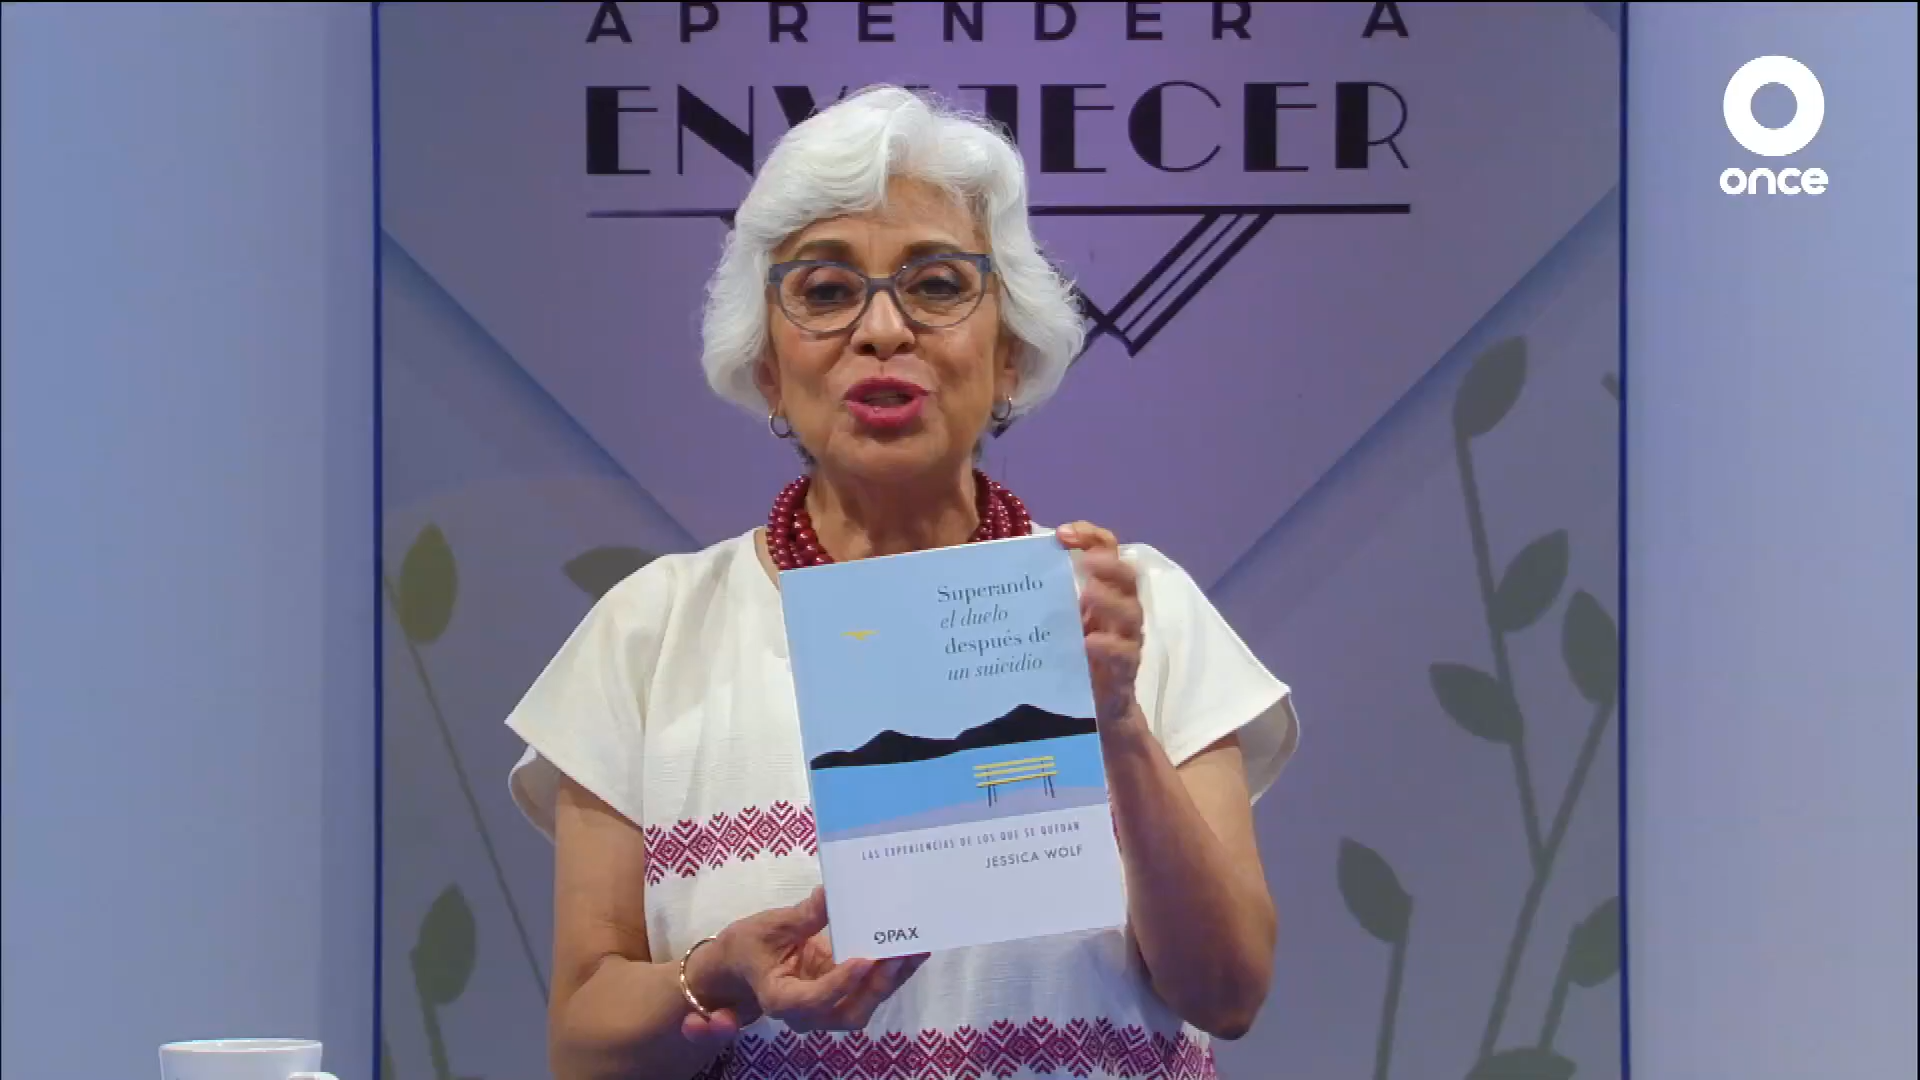 APRENDER A
ENVEJECER
once
Superando
el duelo
después de
un suicidio
LAS EXPERIENCIAS DE LOS QUE SE QUEDAN
JESSICA WOLF
PAX